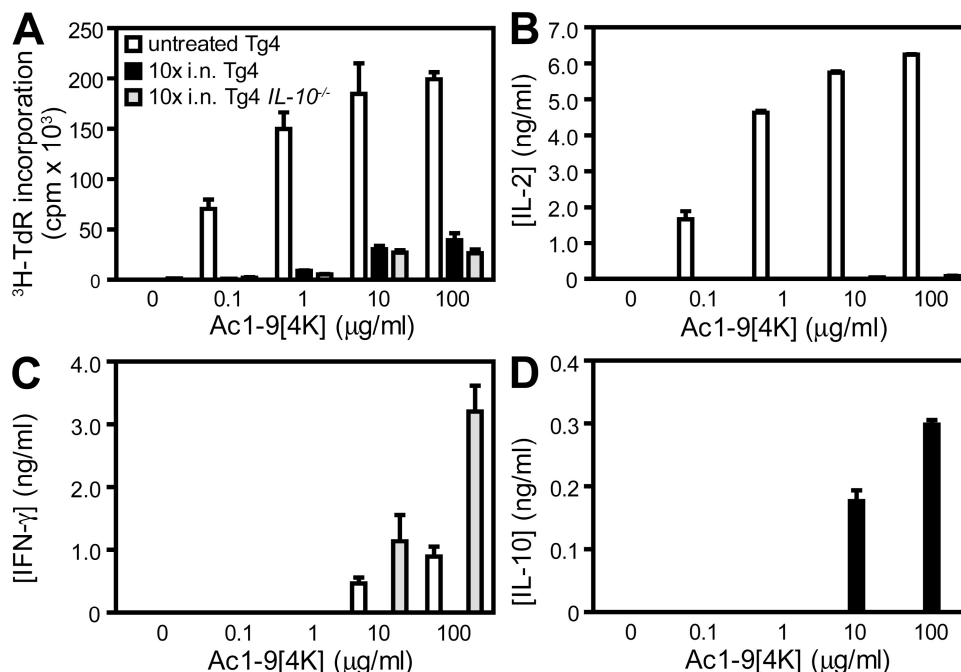 A
³H-TdR incorporation
(cpm x 10³)
250
200
150
100
50
0
untreated Tg4
10x i.n. Tg4
10x i.n. Tg4 IL-10-/-
0 0.1 1 10 100
Ac1-9[4K] (μg/ml)
B
[IL-2] (ng/ml)
7.0
6.0
5.0
4.0
3.0
2.0
1.0
0
0 0.1 1 10 100
Ac1-9[4K] (μg/ml)
C
[IFN-γ] (ng/ml)
4.0
3.0
2.0
1.0
0
0 0.1 1 10 100
Ac1-9[4K] (μg/ml)
D
[IL-10] (ng/ml)
0.4
0.3
0.2
0.1
0
0 0.1 1 10 100
Ac1-9[4K] (μg/ml)